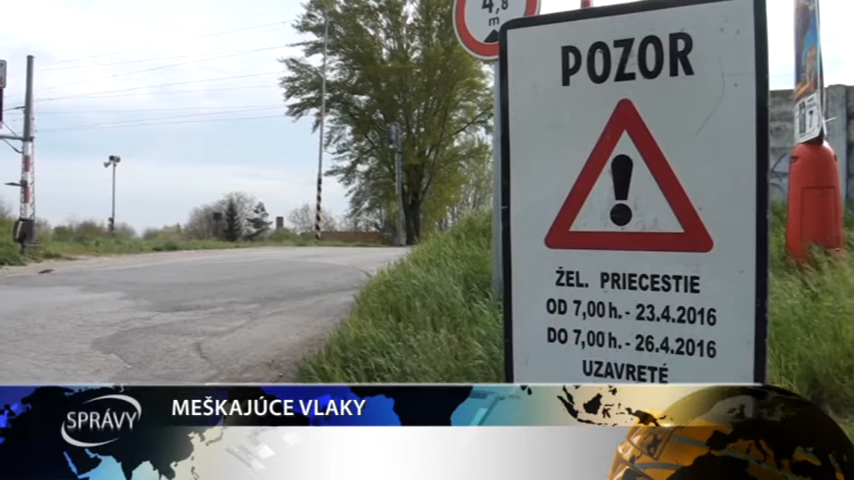 4,8
m
POZOR
ŽEL. PRIECESTIE
OD 7,00 h. - 23.4.2016
DO 7,00 h. - 26.4.2016
UZAVRETÉ
SPRÁVY
MEŠKAJÚCE VLAKY